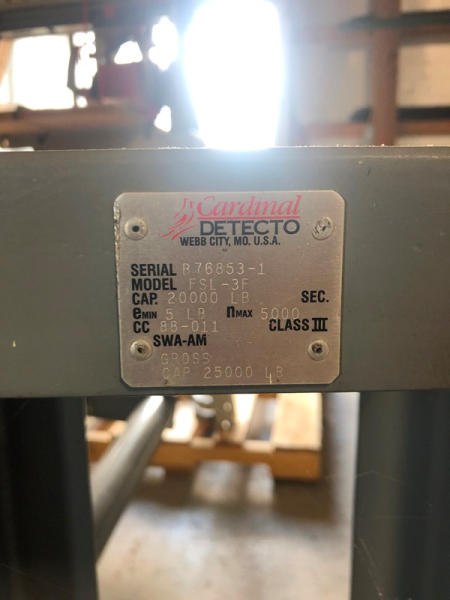 Cardinal
DETECTO
WEBB CITY, MO. U.S.A.
SERIAL R76853-1
MODEL FSL-3F
CAP. 20000 LB SEC.
eMIN 5 LB nMAX 5000
CC 88-011 CLASS III
SWA-AM
GROSS
CAP 25000 LB